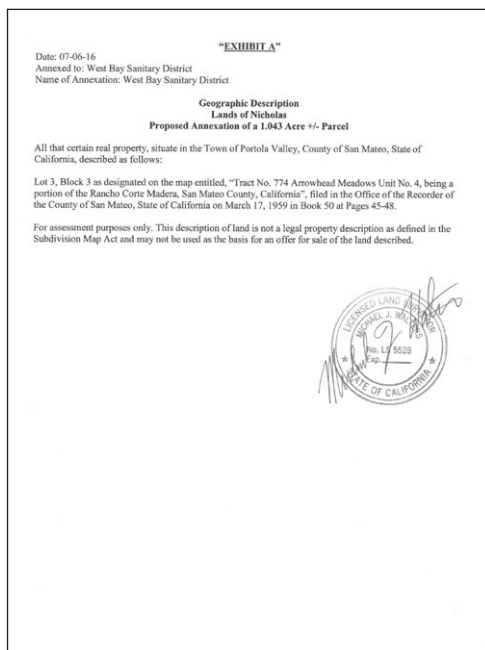 "EXHIBIT A"
Date: 07-06-16
Annexed to: West Bay Sanitary District
Name of Annexation: West Bay Sanitary District
Geographic Description
Lands of Nicholas
Proposed Annexation of a 1.043 Acre +/- Parcel
All that certain real property, situate in the Town of Portola Valley, County of San Mateo, State of
California, described as follows:
Lot 3, Block 3 as designated on the map entitled, "Tract No. 774 Arrowhead Meadows Unit No. 4, being a
portion of the Rancho Corte Madera, San Mateo County, California", filed in the Office of the Recorder of
the County of San Mateo, State of California on March 17, 1959 in Book 50 at Pages 45-48.
For assessment purposes only. This description of land is not a legal property description as defined in the
Subdivision Map Act and may not be used as the basis for an offer for sale of the land described.
LICENSED LAND SURVEYOR
MICHAEL J.
No. LS 5528
Exp.
STATE OF CALIFORNIA